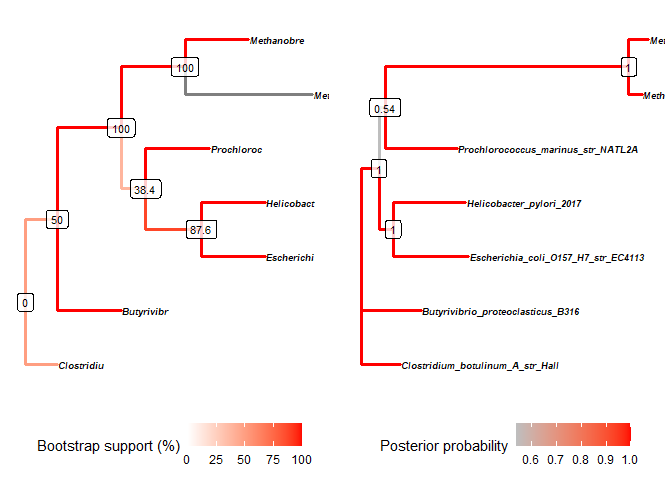 Methanobre
Met
100
100
Prochloroc
38.4
Helicobact
87.6
50
Escherichi
0
Butyrivibr
Clostridiu
Bootstrap support (%)
0 25 50 75 100
Met
1
Meth
0.54
Prochlorococcus_marinus_str_NATL2A
1
Helicobacter_pylori_2017
1
Escherichia_coli_O157_H7_str_EC4113
Butyrivibrio_proteoclasticus_B316
Clostridium_botulinum_A_str_Hall
Posterior probability
0.6 0.7 0.8 0.9 1.0